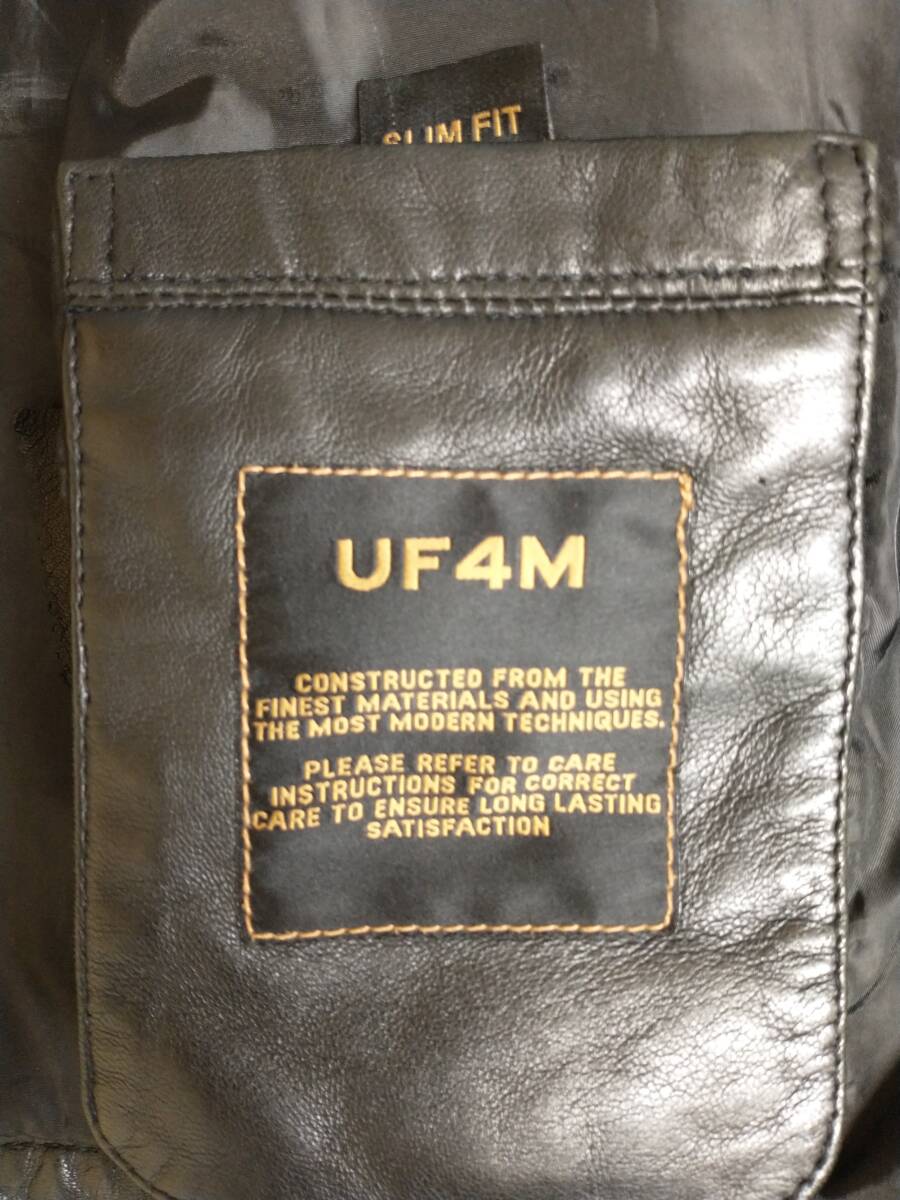 SLIM FIT
UF4M
CONSTRUCTED FROM THE
FINEST MATERIALS AND USING
THE MOST MODERN TECHNIQUES.
PLEASE REFER TO CARE
INSTRUCTIONS FOR CORRECT
CARE TO ENSURE LONG LASTING
SATISFACTION